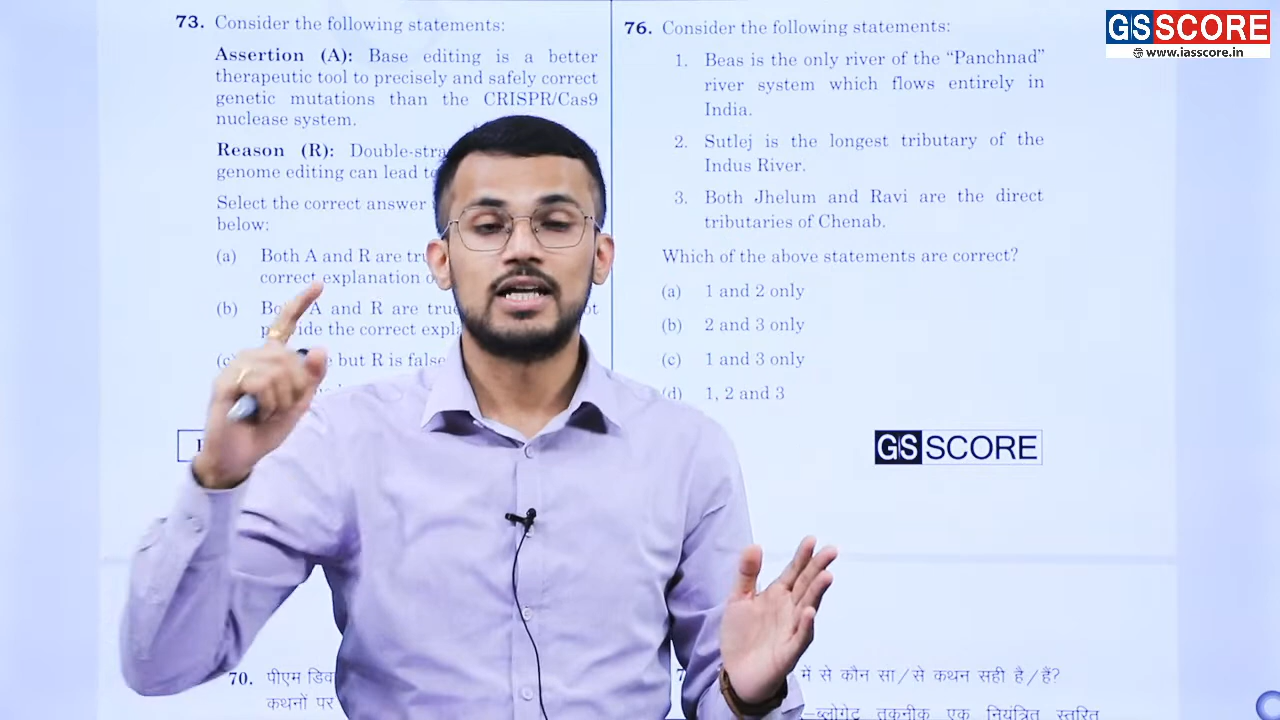 73. Consider the following statements:
Assertion (A): Base editing is a better
therapeutic tool to precisely and safely correct
genetic mutations than the CRISPR/Cas9
nuclease system.
Reason (R):
genome editing can lead
Select the correct answer
below:
(a) Both A and R are
correct explanation
(b) A and R are true
the correct
but R is false
76. Consider the following statements:
1. Beas is the only river of the “Panchnad”
river system which flows entirely in
India.
2. Sutlej is the longest tributary of the
Indus River.
3. Both Jhelum and Ravi are the direct
tributaries of Chenab.
Which of the above statements are correct?
(a) 1 and 2 only
(b) 2 and 3 only
(c) 1 and 3 only
(d) 1, 2 and 3
GS SCORE
GS SCORE
www.iasscore.in
70. पीएम
कथनों पर
में से कौन सा/से कथन सही है/हैं?
तकनीक एक नियंत्रित स्तरित